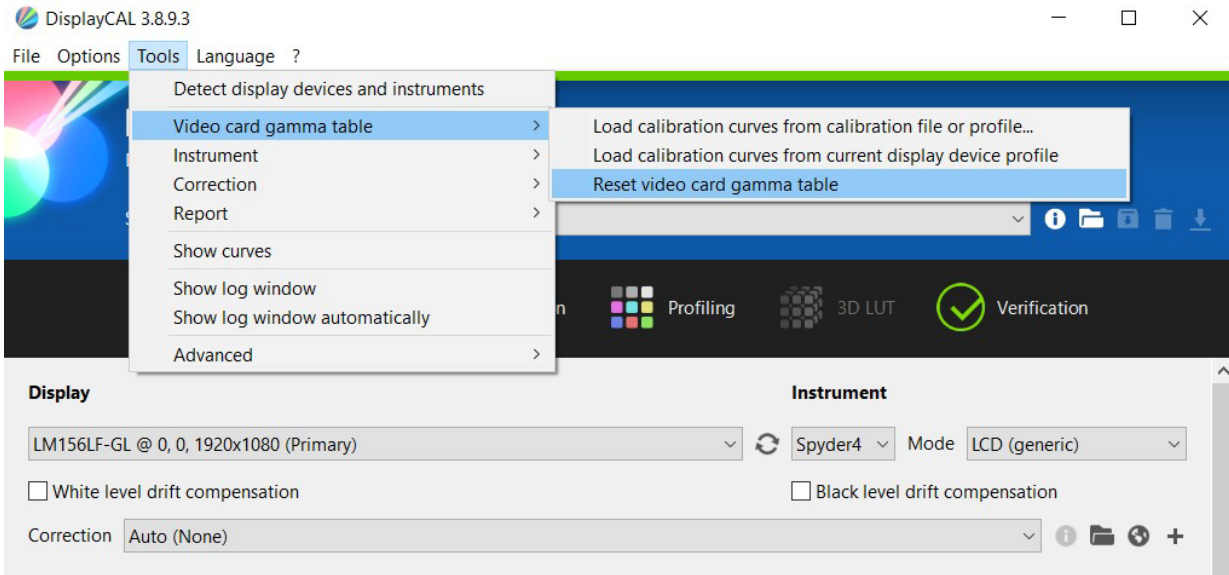 DisplayCAL 3.8.9.3
File Options Tools Language ?
Detect display devices and instruments
Video card gamma table
Instrument
Correction
Report
Show curves
Show log window
Show log window automatically
Advanced
Load calibration curves from calibration file or profile...
Load calibration curves from current display device profile
Reset video card gamma table
Profiling
3D LUT
Verification
Display
Instrument
LM156LF-GL @ 0, 0, 1920x1080 (Primary)
Spyder4 Mode LCD (generic)
White level drift compensation
Black level drift compensation
Correction Auto (None)